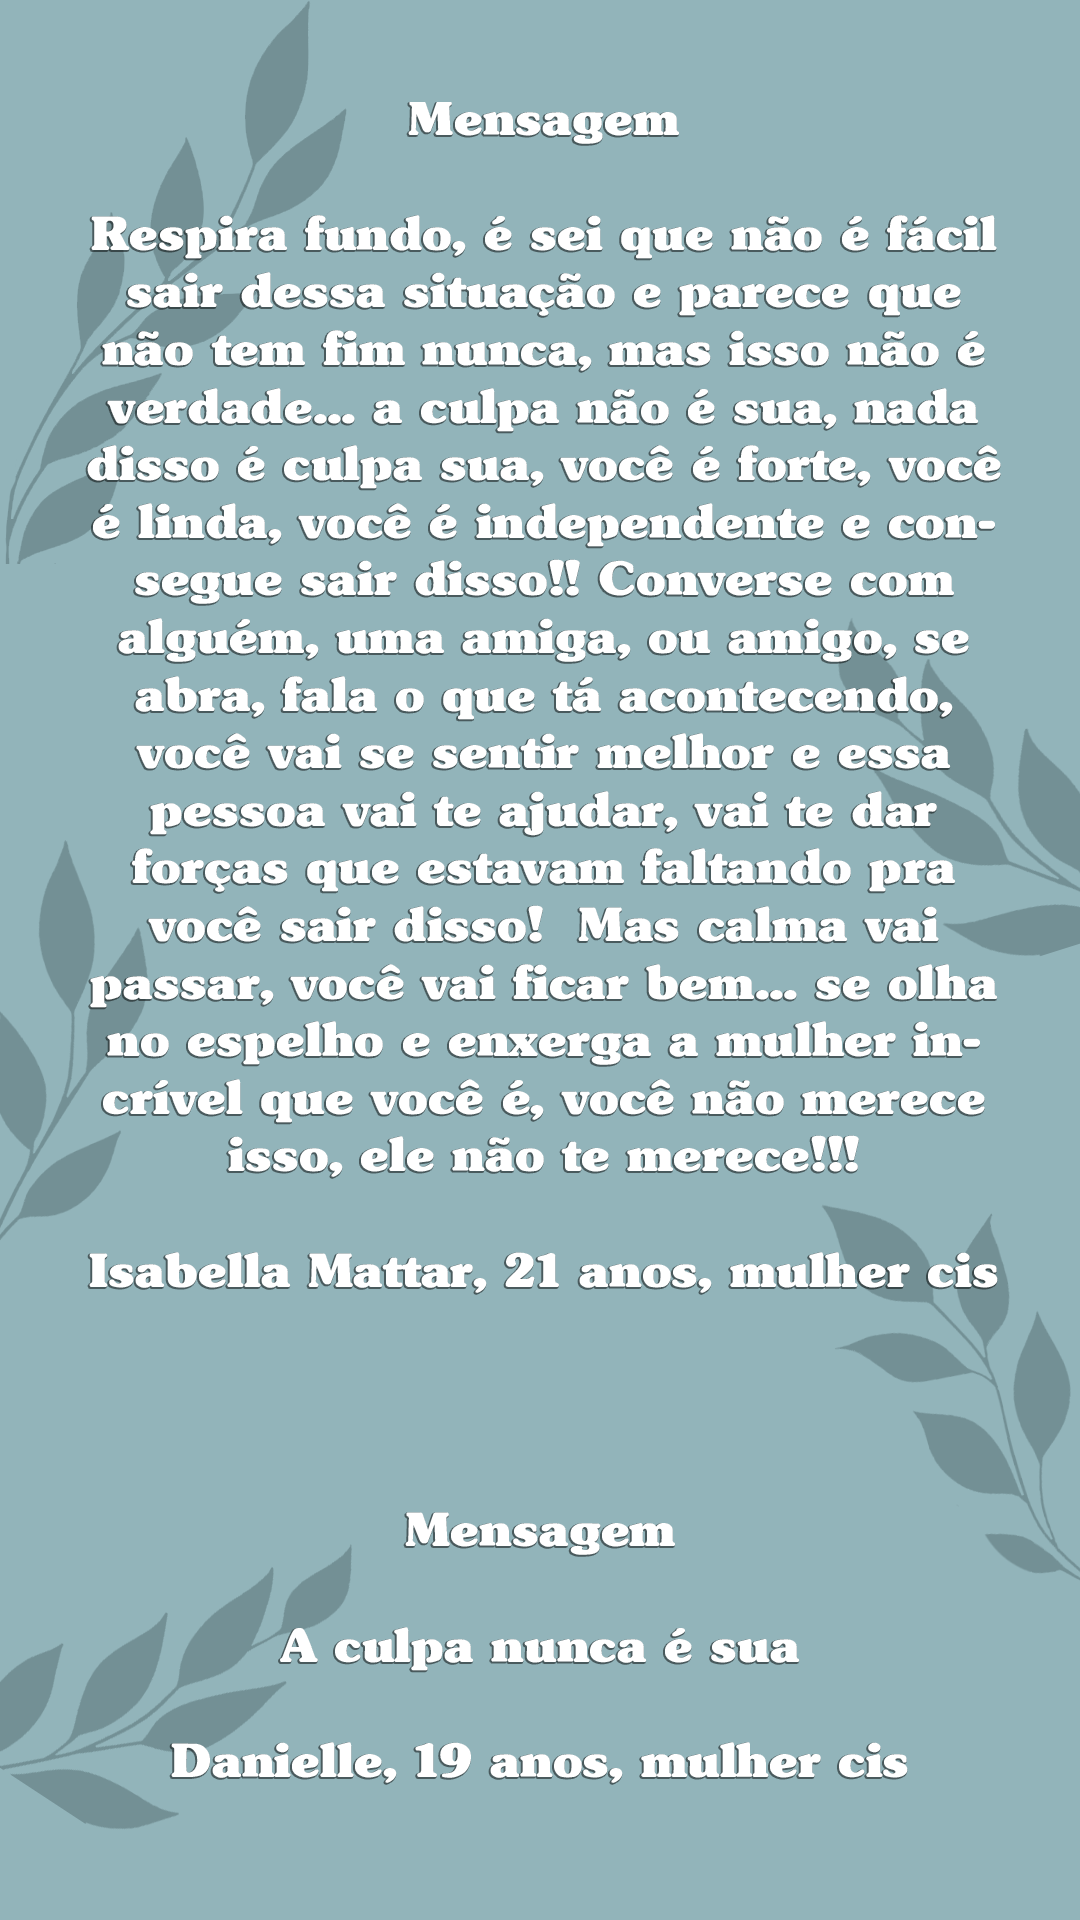 Mensagem
Respira fundo, é sei que não é fácil
sair dessa situação e parece que
não tem fim nunca, mas isso não é
verdade... a culpa não é sua, nada
disso é culpa sua, você é forte, você
é linda, você é independente e con-
segue sair disso!! Converse com
alguém, uma amiga, ou amigo, se
abra, fala o que tá acontecendo,
você vai se sentir melhor e essa
pessoa vai te ajudar, vai te dar
forças que estavam faltando pra
você sair disso!  Mas calma vai
passar, você vai ficar bem... se olha
no espelho e enxerga a mulher in-
crível que você é, você não merece
isso, ele não te merece!!!
Isabella Mattar, 21 anos, mulher cis
Mensagem
A culpa nunca é sua
Danielle, 19 anos, mulher cis